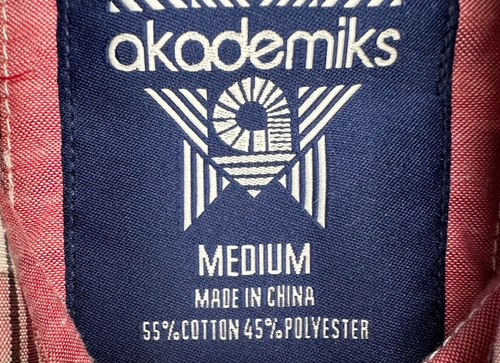 akademiks
MEDIUM
MADE IN CHINA
55%COTTON 45%POLYESTER